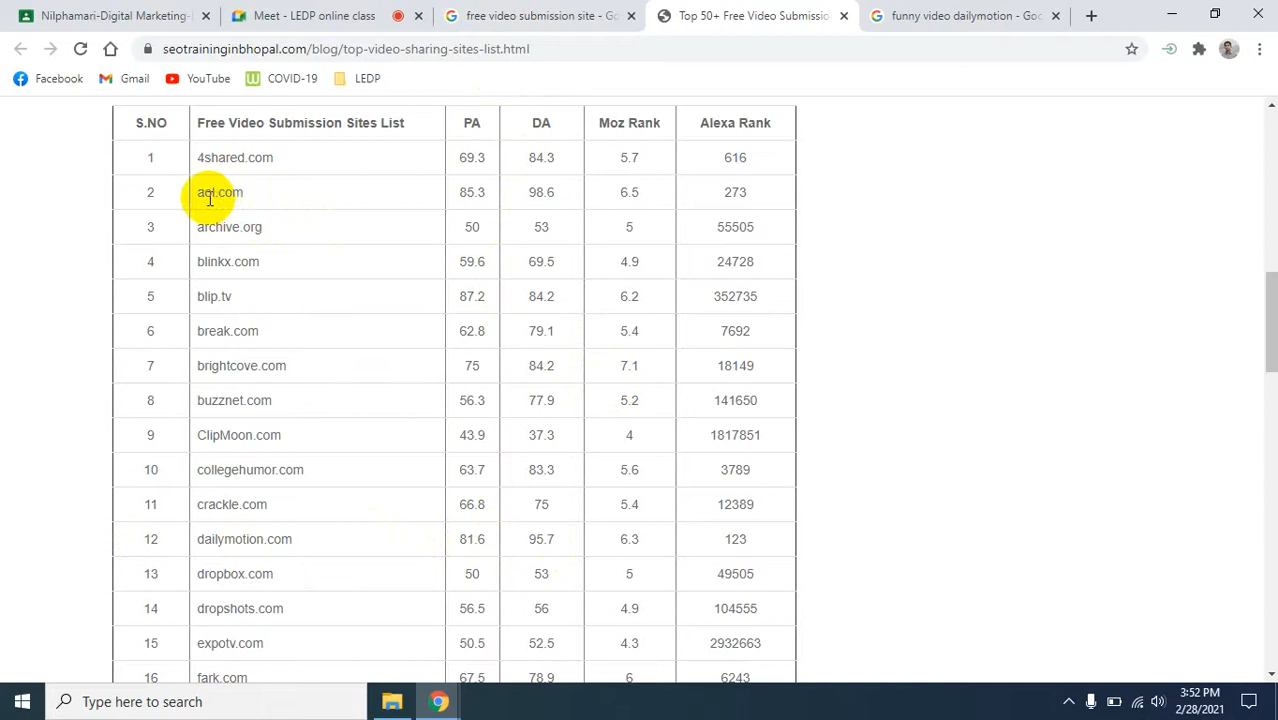 Nilphamari-Digital Marketing-
Meet - LEDP online class
free video submission site - Go
Top 50+ Free Video Submissio
funny video dailymotion - Goo
seotraininginbhopal.com/blog/top-video-sharing-sites-list.html
Facebook Gmail YouTube COVID-19 LEDP
S.NO Free Video Submission Sites List PA DA Moz Rank Alexa Rank
1 4shared.com 69.3 84.3 5.7 616
2 aol.com 85.3 98.6 6.5 273
3 archive.org 50 53 5 55505
4 blinkx.com 59.6 69.5 4.9 24728
5 blip.tv 87.2 84.2 6.2 352735
6 break.com 62.8 79.1 5.4 7692
7 brightcove.com 75 84.2 7.1 18149
8 buzznet.com 56.3 77.9 5.2 141650
9 ClipMoon.com 43.9 37.3 4 1817851
10 collegehumor.com 63.7 83.3 5.6 3789
11 crackle.com 66.8 75 5.4 12389
12 dailymotion.com 81.6 95.7 6.3 123
13 dropbox.com 50 53 5 49505
14 dropshots.com 56.5 56 4.9 104555
15 expotv.com 50.5 52.5 4.3 2932663
16 fark.com 67.5 78.9 6 6243
Type here to search
3:52 PM
2/28/2021